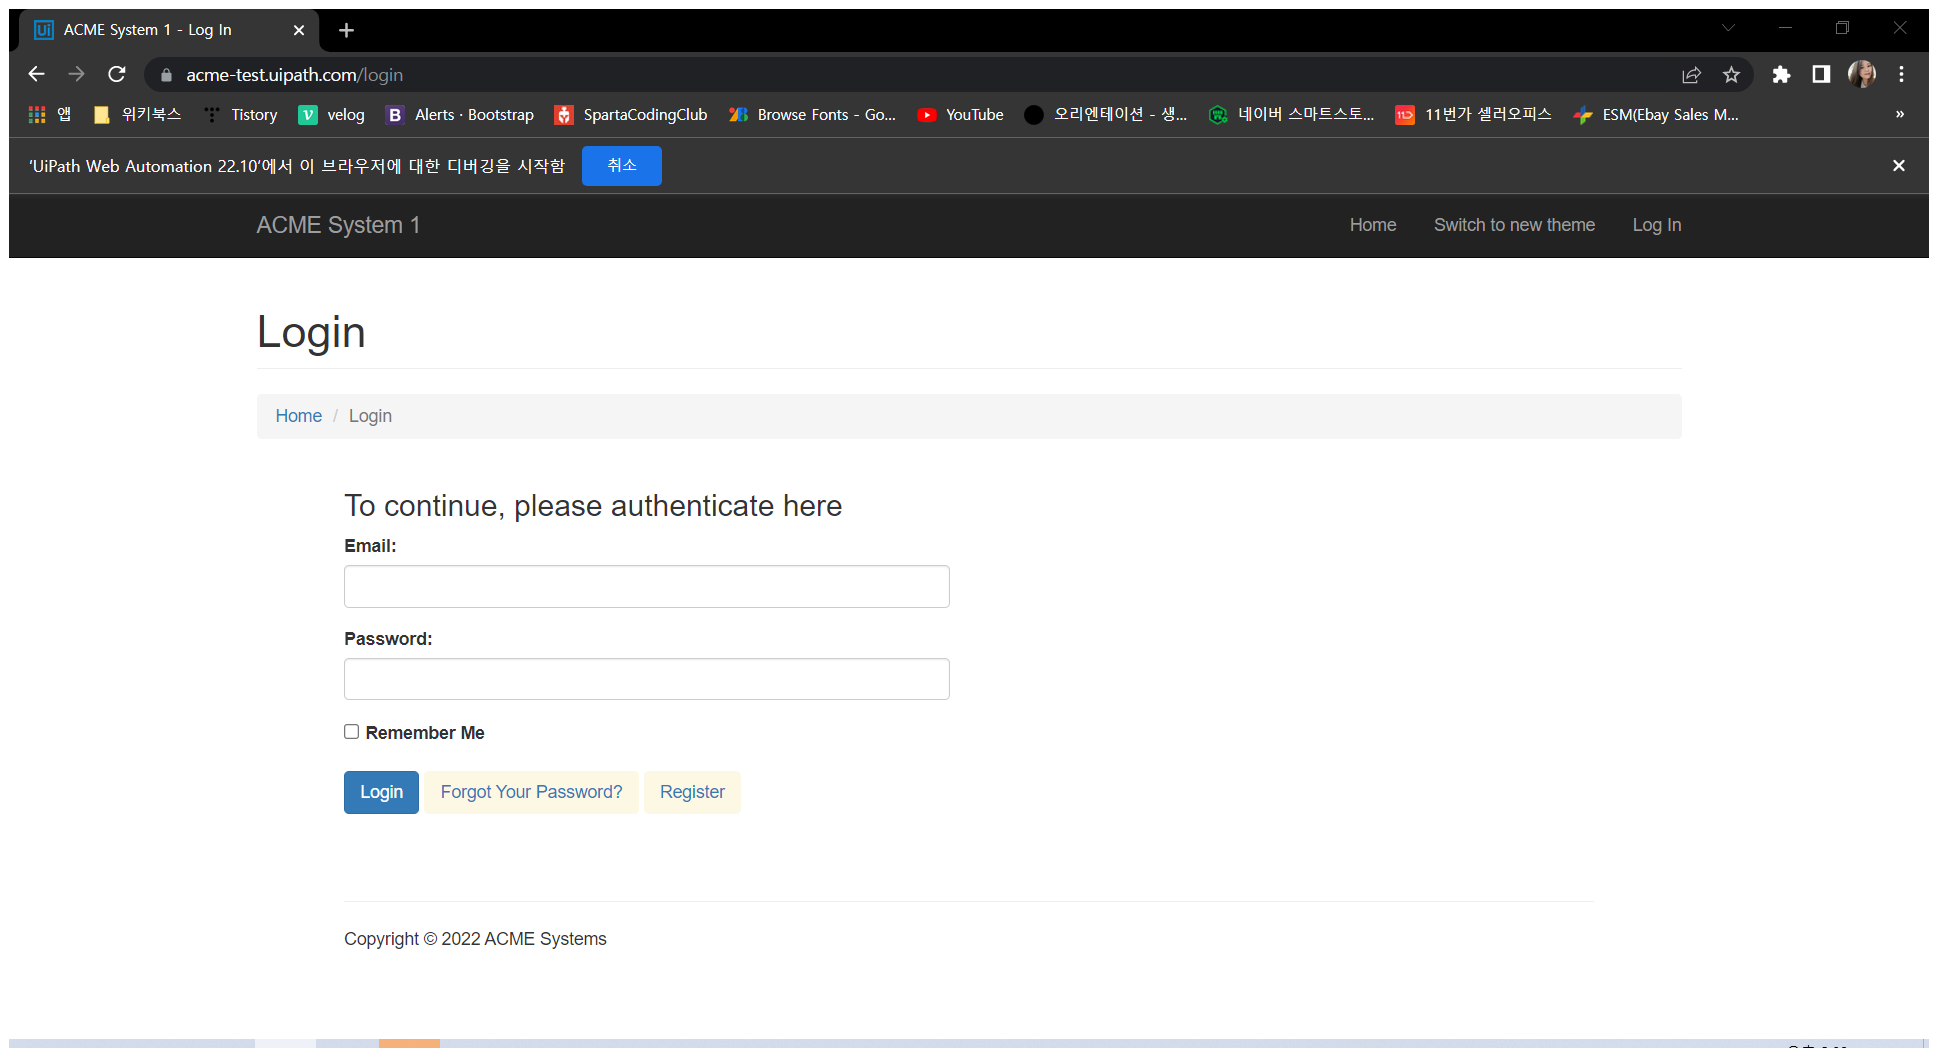 ACME System 1 - Log In
acme-test.uipath.com/login
앱 위키북스 Tistory velog Alerts · Bootstrap SpartaCodingClub Browse Fonts - Go... YouTube 오리엔테이션 - 생... 네이버 스마트스토... 11번가 셀러오피스 ESM(Ebay Sales M... »
'UiPath Web Automation 22.10'에서 이 브라우저에 대한 디버깅을 시작함 취소
ACME System 1 Home Switch to new theme Log In
Login
Home / Login
To continue, please authenticate here
Email:
Password:
Remember Me
Login Forgot Your Password? Register
Copyright © 2022 ACME Systems